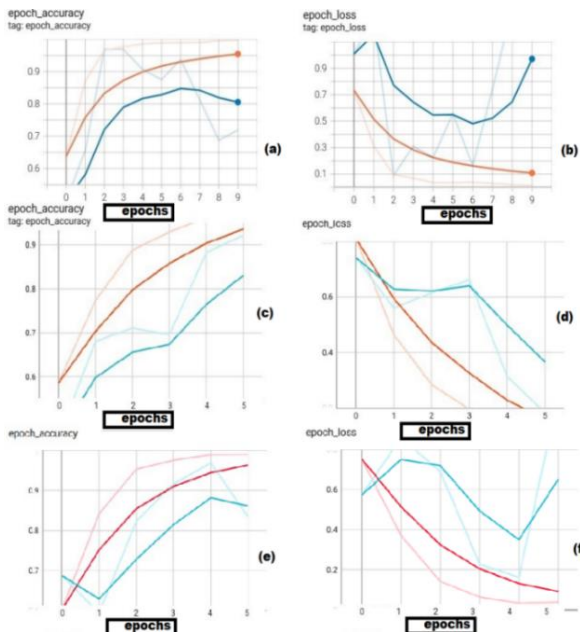 epoch_accuracy
tag: epoch_accuracy
0.9
0.8
0.7
0.6
0 1 2 3 4 5 6 7 8 9
epochs
(a)
epoch_loss
tag: epoch_loss
0.9
0.7
0.5
0.3
0.1
0 1 2 3 4 5 6 7 8 9
epochs
(b)
epoch_accuracy
tag: epoch_accuracy
0.9
0.8
0.7
0.6
0 1 2 3 4 5
epochs
(c)
epoch_loss
0.6
0.4
0 1 2 3 4 5
epochs
(d)
epoch_accuracy
0.9
0.8
0.7
0 1 2 3 4 5
epochs
(e)
epoch_loss
0.8
0.6
0.4
0.2
0 1 2 3 4 5
epochs
(f